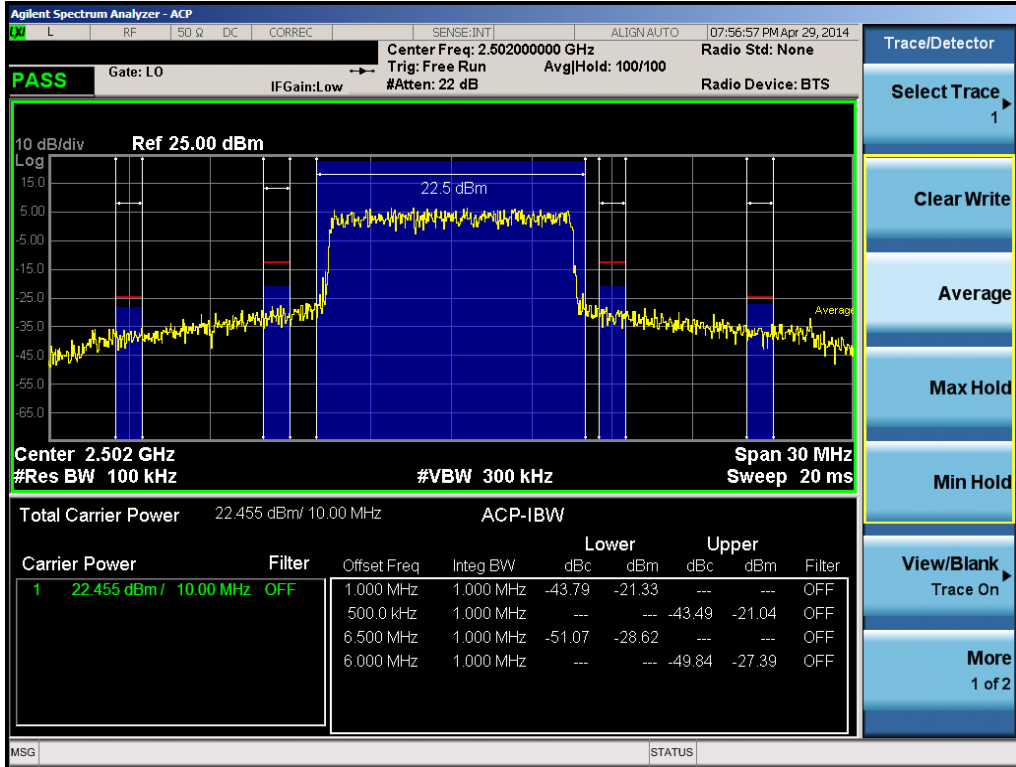 Agilent Spectrum Analyzer - ACP
LXI L RF 50 Ω DC CORREC SENSE:INT ALIGN AUTO 07:56:57 PM Apr 29, 2014
Center Freq: 2.502000000 GHz Radio Std: None
Trig: Free Run Avg|Hold: 100/100
PASS Gate: LO IFGain:Low #Atten: 22 dB Radio Device: BTS
10 dB/div Ref 25.00 dBm
Log
15.0
22.5 dBm
5.00
-5.00
-15.0
-25.0
Average
-35.0
-45.0
-55.0
-65.0
Center 2.502 GHz Span 30 MHz
#Res BW 100 kHz #VBW 300 kHz Sweep 20 ms
Total Carrier Power 22.455 dBm/ 10.00 MHz ACP-IBW
Lower Upper
Carrier Power Filter Offset Freq Integ BW dBc dBm dBc dBm Filter
1 22.455 dBm / 10.00 MHz OFF 1.000 MHz 1.000 MHz -43.79 -21.33 --- --- OFF
500.0 kHz 1.000 MHz --- --- -43.49 -21.04 OFF
6.500 MHz 1.000 MHz -51.07 -28.62 --- --- OFF
6.000 MHz 1.000 MHz --- --- -49.84 -27.39 OFF
MSG STATUS
Trace/Detector
Select Trace
1
Clear Write
Average
Max Hold
Min Hold
View/Blank
Trace On
More
1 of 2